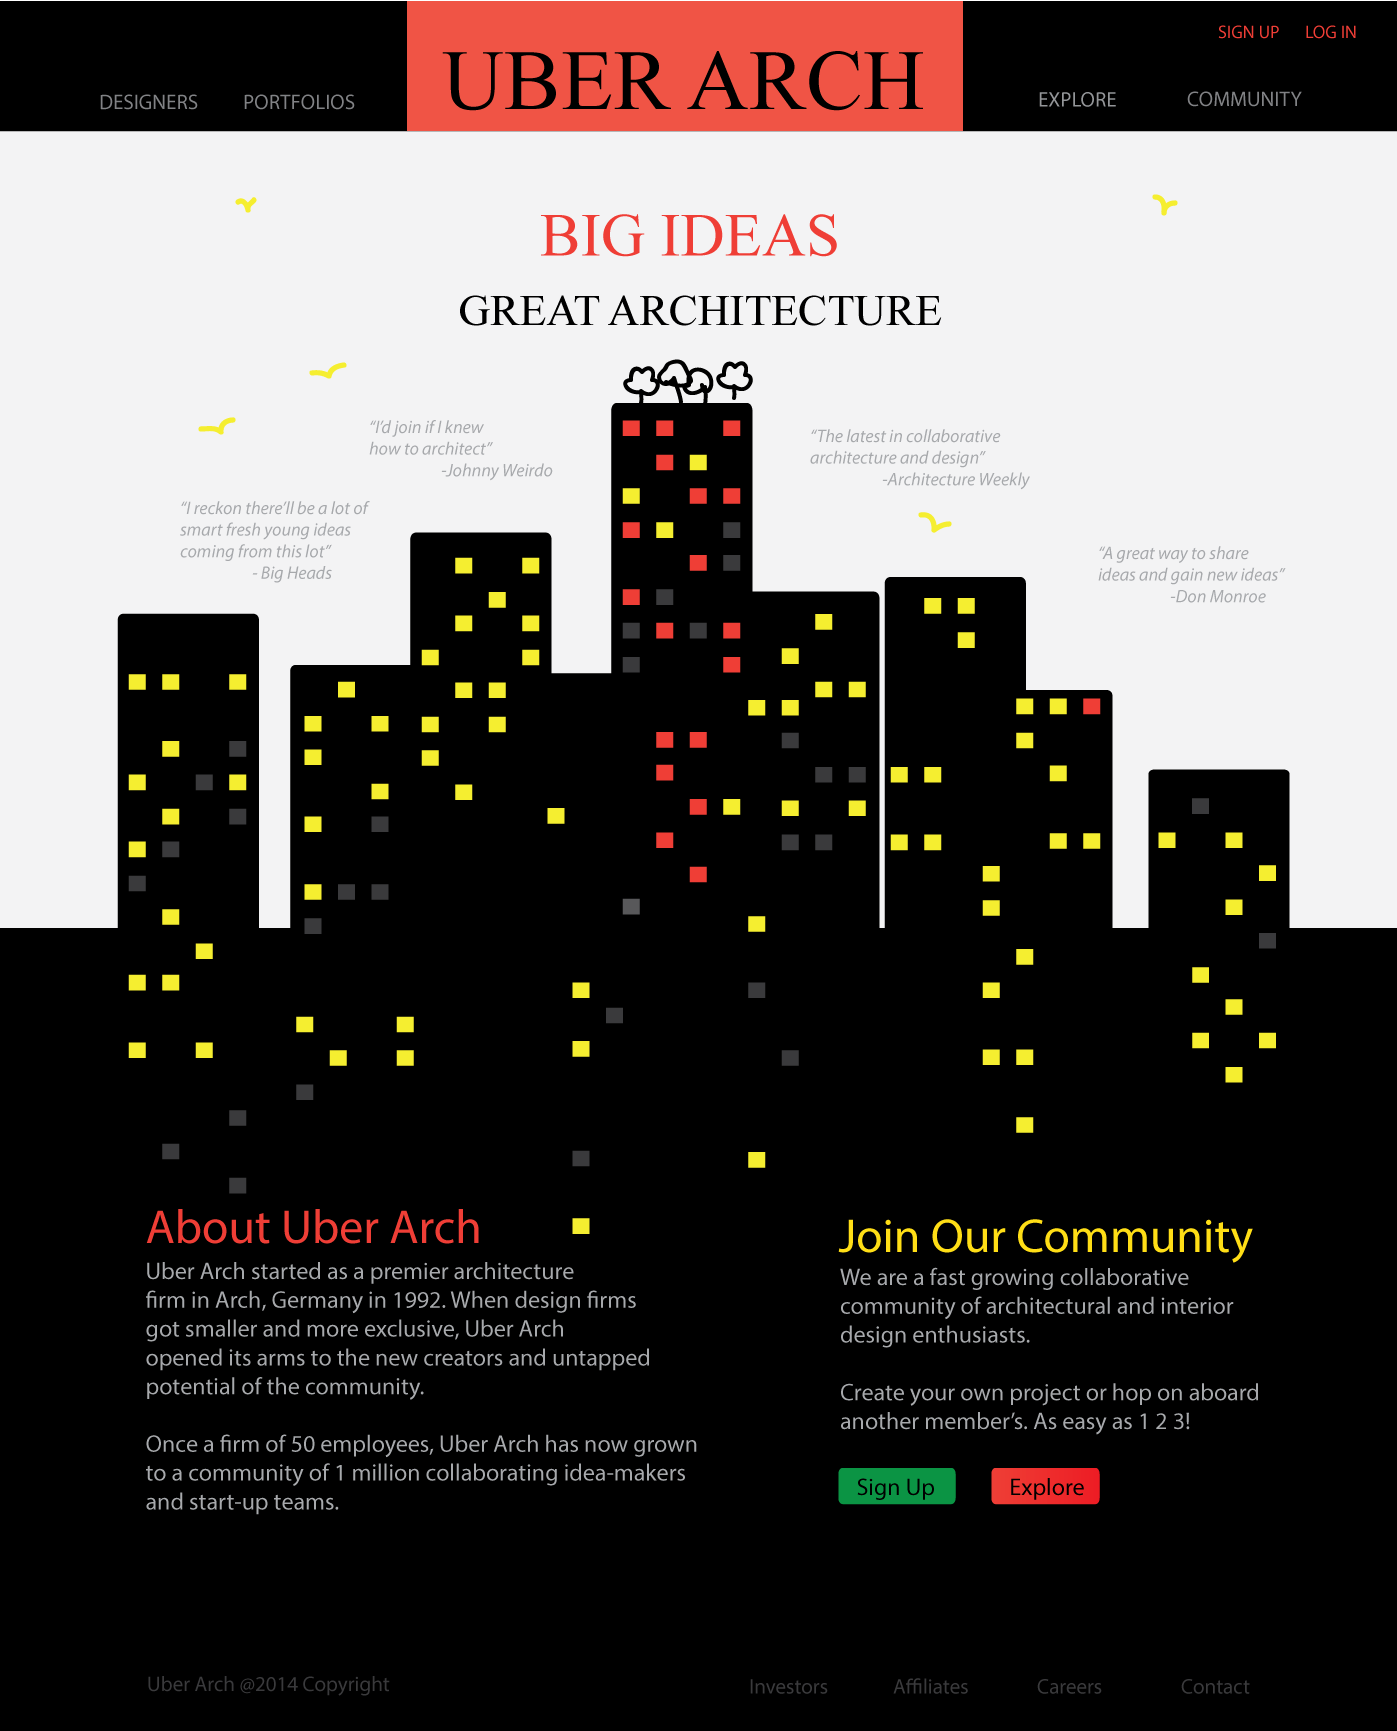 SIGN UP LOG IN
DESIGNERS PORTFOLIOS UBER ARCH EXPLORE COMMUNITY
BIG IDEAS
GREAT ARCHITECTURE
“I’d join if I knew
how to architect”
-Johnny Weirdo
“The latest in collaborative
architecture and design”
-Architecture Weekly
“I reckon there’ll be a lot of
smart fresh young ideas
coming from this lot”
- Big Heads
“A great way to share
ideas and gain new ideas”
-Don Monroe
About Uber Arch
Uber Arch started as a premier architecture
firm in Arch, Germany in 1992. When design firms
got smaller and more exclusive, Uber Arch
opened its arms to the new creators and untapped
potential of the community.
Once a firm of 50 employees, Uber Arch has now grown
to a community of 1 million collaborating idea-makers
and start-up teams.
Join Our Community
We are a fast growing collaborative
community of architectural and interior
design enthusiasts.
Create your own project or hop on aboard
another member’s. As easy as 1 2 3!
Sign Up Explore
Uber Arch @2014 Copyright Investors Affiliates Careers Contact